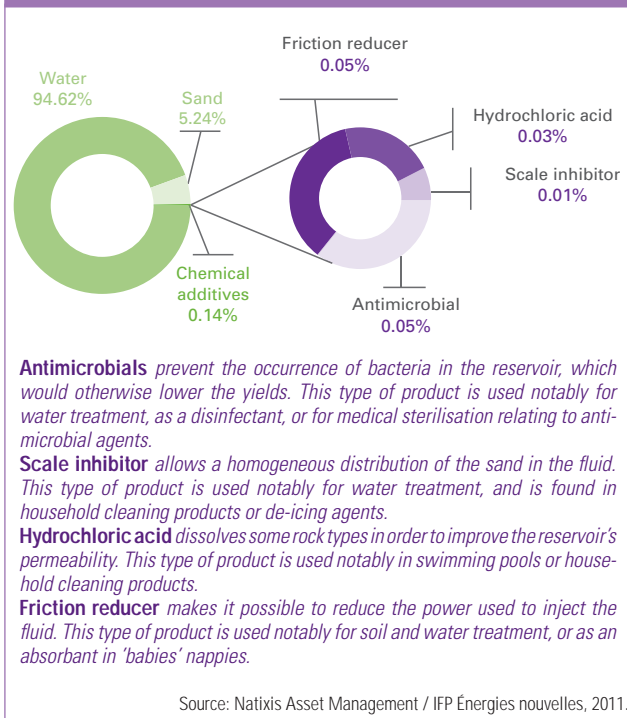 Friction reducer
0.05%
Water
94.62%
Sand
5.24%
Hydrochloric acid
0.03%
Scale inhibitor
0.01%
Chemical
additives
0.14%
Antimicrobial
0.05%
Antimicrobials prevent the occurrence of bacteria in the reservoir, which
would otherwise lower the yields. This type of product is used notably for
water treatment, as a disinfectant, or for medical sterilisation relating to anti-
microbial agents.
Scale inhibitor allows a homogeneous distribution of the sand in the fluid.
This type of product is used notably for water treatment, and is found in
household cleaning products or de-icing agents.
Hydrochloric acid dissolves some rock types in order to improve the reservoir's
permeability. This type of product is used notably in swimming pools or house-
hold cleaning products.
Friction reducer makes it possible to reduce the power used to inject the
fluid. This type of product is used notably for soil and water treatment, or as an
absorbant in 'babies' nappies.
Source: Natixis Asset Management / IFP Énergies nouvelles, 2011.